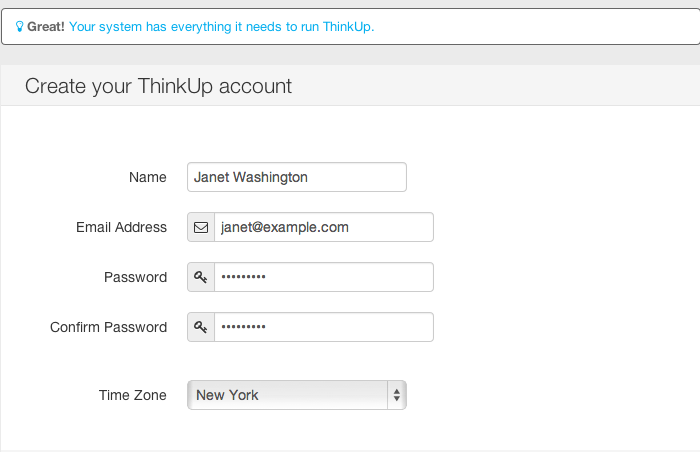 Great! Your system has everything it needs to run ThinkUp.
Create your ThinkUp account
Name Janet Washington
Email Address janet@example.com
Password •••••••••
Confirm Password •••••••••
Time Zone New York